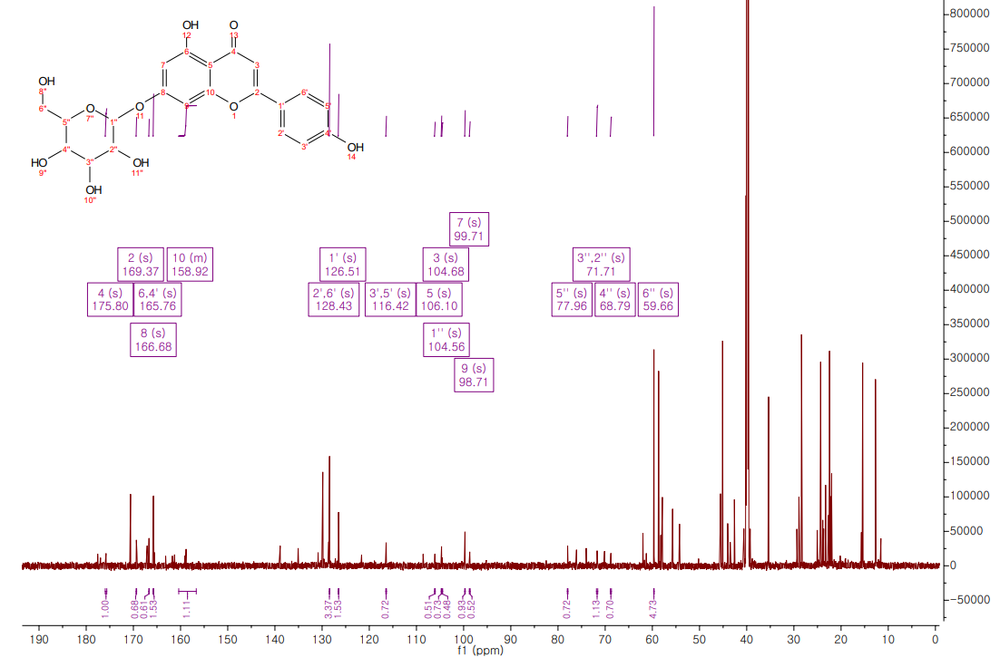 OH
12
O
13
6
4
7
5
3
8
10
2
9
O
1
O
11
1'
6'
5'
2'
3'
4'
OH
14
OH
8''
6''
O
7''
5''
1''
4''
2''
3''
HO
9''
OH
11''
OH
10''
7 (s)
99.71
2 (s)
169.37
10 (m)
158.92
1' (s)
126.51
3 (s)
104.68
3'',2'' (s)
71.71
4 (s)
175.80
6,4' (s)
165.76
2',6' (s)
128.43
3',5' (s)
116.42
5 (s)
106.10
5'' (s)
77.96
4'' (s)
68.79
6'' (s)
59.66
8 (s)
166.68
1'' (s)
104.56
9 (s)
98.71
800000
750000
700000
650000
600000
550000
500000
450000
400000
350000
300000
250000
200000
150000
100000
50000
0
−50000
1.00
0.68
0.61
1.53
1.11
3.37
1.53
0.72
0.51
0.73
0.48
0.93
0.52
0.72
1.13
0.70
4.73
190 180 170 160 150 140 130 120 110 100 90 80 70 60 50 40 30 20 10 0
f1 (ppm)